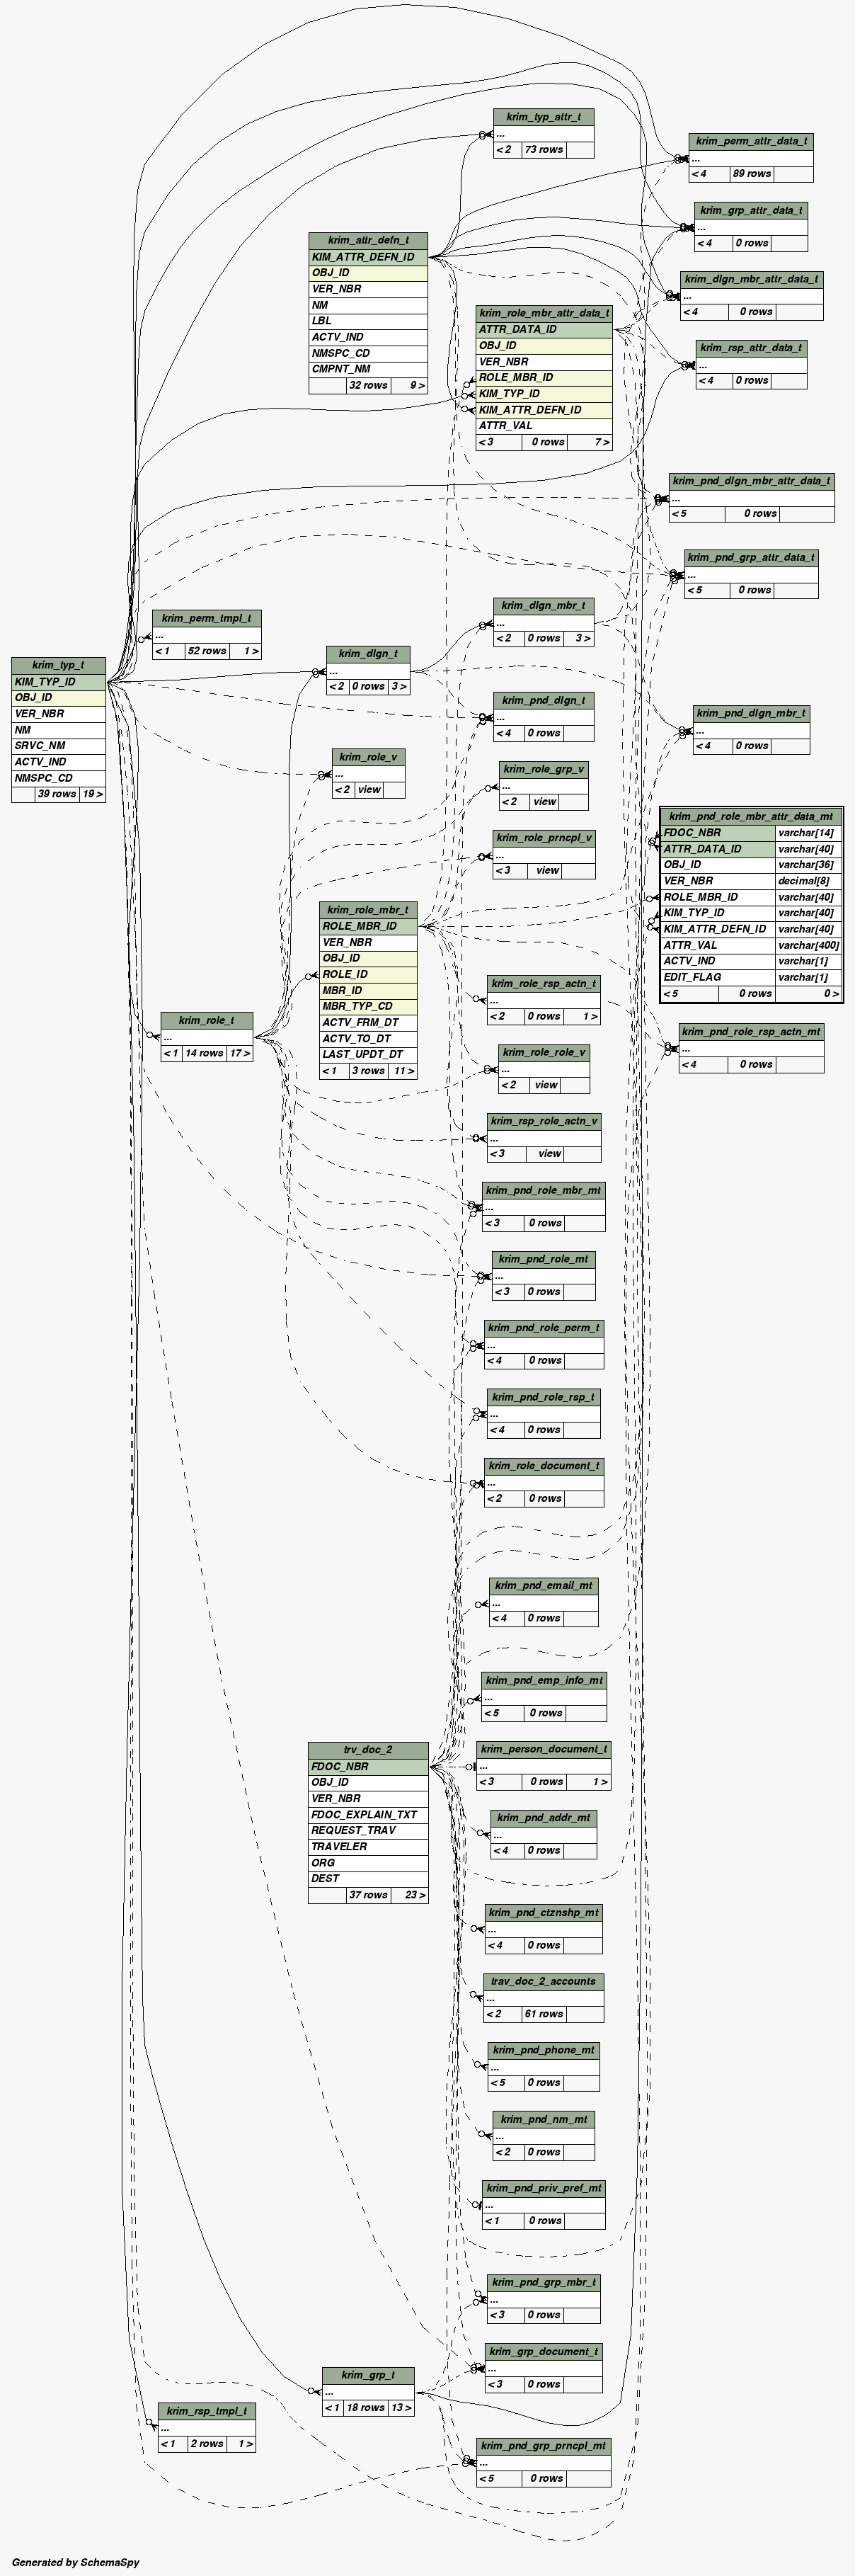 krim_typ_attr_t
...
< 2 73 rows
krim_perm_attr_data_t
...
< 4 89 rows
krim_grp_attr_data_t
...
< 4 0 rows
krim_attr_defn_t
KIM_ATTR_DEFN_ID
OBJ_ID
VER_NBR
NM
LBL
ACTV_IND
NMSPC_CD
CMPNT_NM
32 rows 9 >
krim_dlgn_mbr_attr_data_t
...
< 4 0 rows
krim_role_mbr_attr_data_t
ATTR_DATA_ID
OBJ_ID
VER_NBR
ROLE_MBR_ID
KIM_TYP_ID
KIM_ATTR_DEFN_ID
ATTR_VAL
< 3 0 rows 7 >
krim_rsp_attr_data_t
...
< 4 0 rows
krim_pnd_dlgn_mbr_attr_data_t
...
< 5 0 rows
krim_pnd_grp_attr_data_t
...
< 5 0 rows
krim_perm_tmpl_t
...
< 1 52 rows 1 >
krim_dlgn_mbr_t
...
< 2 0 rows 3 >
krim_typ_t
KIM_TYP_ID
OBJ_ID
VER_NBR
NM
SRVC_NM
ACTV_IND
NMSPC_CD
39 rows 19 >
krim_dlgn_t
...
< 2 0 rows 3 >
krim_pnd_dlgn_t
...
< 4 0 rows
krim_pnd_dlgn_mbr_t
...
< 4 0 rows
krim_role_v
...
< 2 view
krim_role_grp_v
...
< 2 view
krim_role_prncpl_v
...
< 3 view
krim_pnd_role_mbr_attr_data_mt
FDOC_NBR varchar[14]
ATTR_DATA_ID varchar[40]
OBJ_ID varchar[36]
VER_NBR decimal[8]
ROLE_MBR_ID varchar[40]
KIM_TYP_ID varchar[40]
KIM_ATTR_DEFN_ID varchar[40]
ATTR_VAL varchar[400]
ACTV_IND varchar[1]
EDIT_FLAG varchar[1]
< 5 0 rows 0 >
krim_role_mbr_t
ROLE_MBR_ID
VER_NBR
OBJ_ID
ROLE_ID
MBR_ID
MBR_TYP_CD
ACTV_FRM_DT
ACTV_TO_DT
LAST_UPDT_DT
< 1 3 rows 11 >
krim_role_rsp_actn_t
...
< 2 0 rows 1 >
krim_role_t
...
< 1 14 rows 17 >
krim_pnd_role_rsp_actn_mt
...
< 4 0 rows
krim_role_role_v
...
< 2 view
krim_rsp_role_actn_v
...
< 3 view
krim_pnd_role_mbr_mt
...
< 3 0 rows
krim_pnd_role_mt
...
< 3 0 rows
krim_pnd_role_perm_t
...
< 4 0 rows
krim_pnd_role_rsp_t
...
< 4 0 rows
krim_role_document_t
...
< 2 0 rows
krim_pnd_email_mt
...
< 4 0 rows
krim_pnd_emp_info_mt
...
< 5 0 rows
trv_doc_2
FDOC_NBR
OBJ_ID
VER_NBR
FDOC_EXPLAIN_TXT
REQUEST_TRAV
TRAVELER
ORG
DEST
37 rows 23 >
krim_person_document_t
...
< 3 0 rows 1 >
krim_pnd_addr_mt
...
< 4 0 rows
krim_pnd_ctznshp_mt
...
< 4 0 rows
trav_doc_2_accounts
...
< 2 61 rows
krim_pnd_phone_mt
...
< 5 0 rows
krim_pnd_nm_mt
...
< 2 0 rows
krim_pnd_priv_pref_mt
...
< 1 0 rows
krim_pnd_grp_mbr_t
...
< 3 0 rows
krim_grp_document_t
...
< 3 0 rows
krim_grp_t
...
< 1 18 rows 13 >
krim_rsp_tmpl_t
...
< 1 2 rows 1 >
krim_pnd_grp_prncpl_mt
...
< 5 0 rows
Generated by SchemaSpy